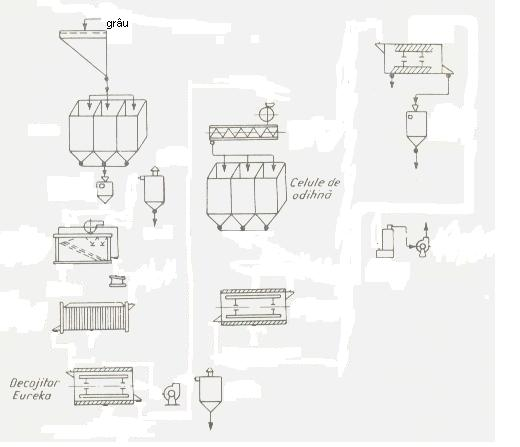 grâu
Celule de
odihnă
Decojitor
Eureka